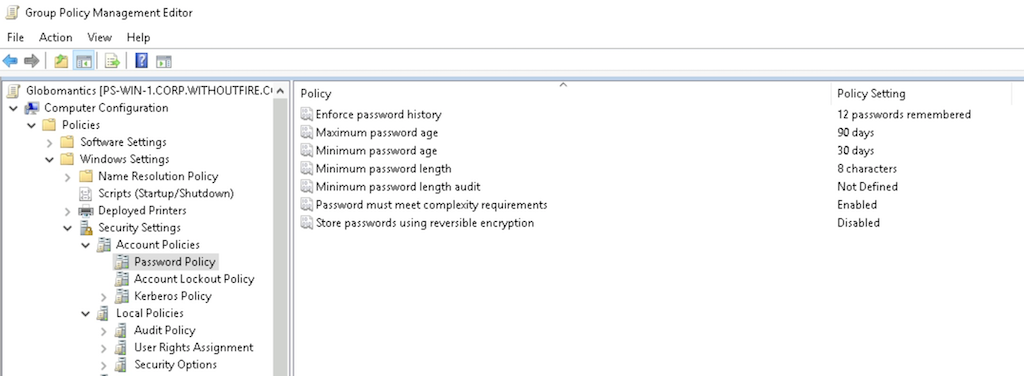 Group Policy Management Editor
File Action View Help
Globomantics [PS-WIN-1.CORP.WITHOUTFIRE.C
Computer Configuration
Policies
Software Settings
Windows Settings
Name Resolution Policy
Scripts (Startup/Shutdown)
Deployed Printers
Security Settings
Account Policies
Password Policy
Account Lockout Policy
Kerberos Policy
Local Policies
Audit Policy
User Rights Assignment
Security Options
Policy Policy Setting
Enforce password history 12 passwords remembered
Maximum password age 90 days
Minimum password age 30 days
Minimum password length 8 characters
Minimum password length audit Not Defined
Password must meet complexity requirements Enabled
Store passwords using reversible encryption Disabled